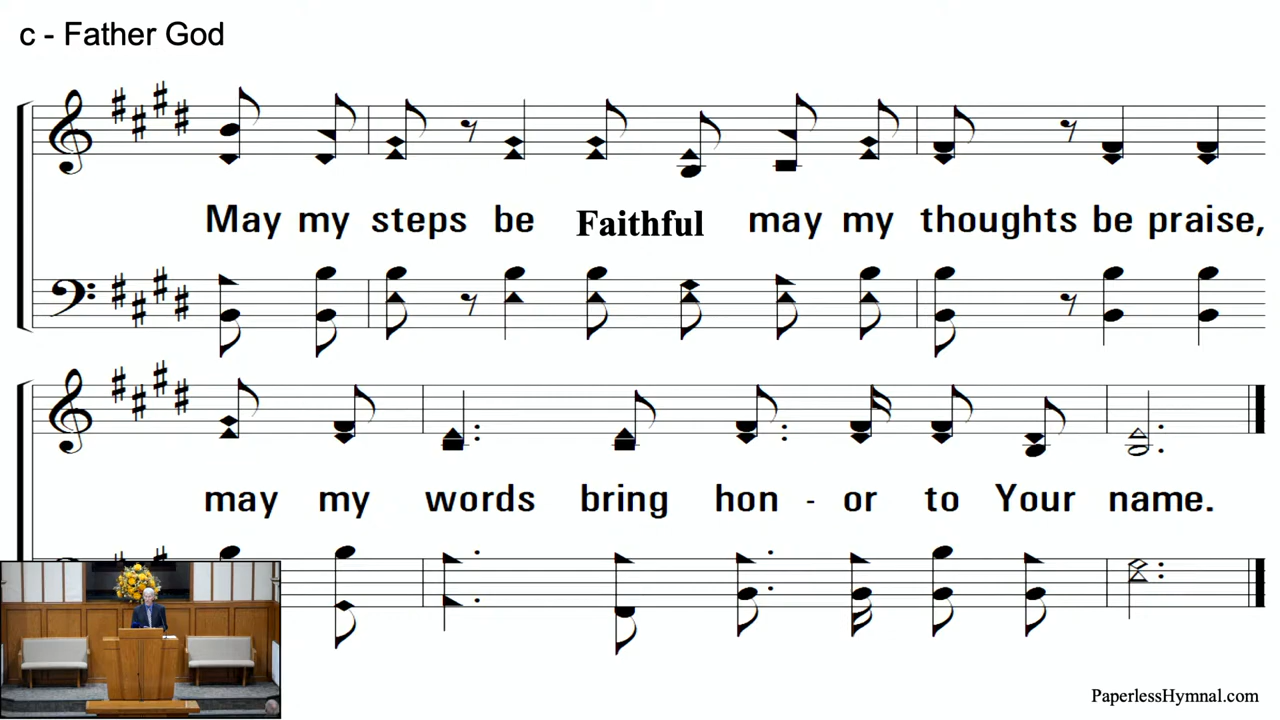 c - Father God
May my steps be Faithful may my thoughts be praise,
may my words bring hon - or to Your name.
PaperlessHymnal.com